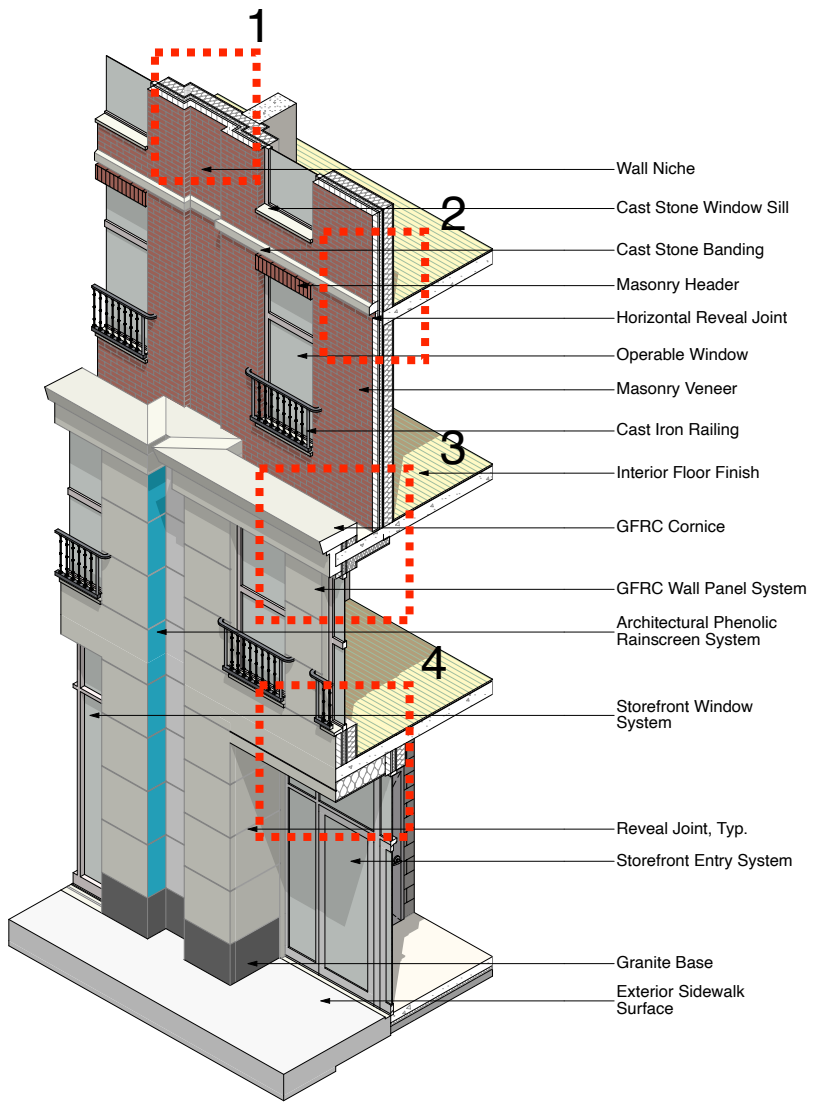 1
Wall Niche
Cast Stone Window Sill
2
Cast Stone Banding
Masonry Header
Horizontal Reveal Joint
Operable Window
Masonry Veneer
Cast Iron Railing
3
Interior Floor Finish
GFRC Cornice
GFRC Wall Panel System
Architectural Phenolic
Rainscreen System
4
Storefront Window
System
Reveal Joint, Typ.
Storefront Entry System
Granite Base
Exterior Sidewalk
Surface